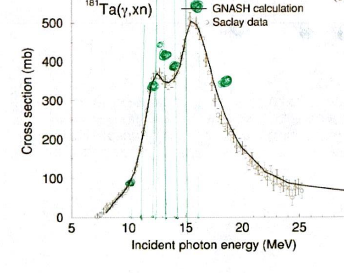 ¹⁸¹Ta(γ,xn)
GNASH calculation
Saclay data
Cross section (mb)
500
400
300
200
100
0
5
10
15
20
25
Incident photon energy (MeV)